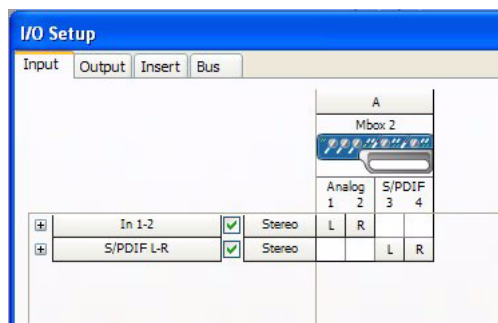 I/O Setup
Input Output Insert Bus
A
Mbox 2
Analog S/PDIF
1 2 3 4
In 1-2 Stereo L R
S/PDIF L-R Stereo L R